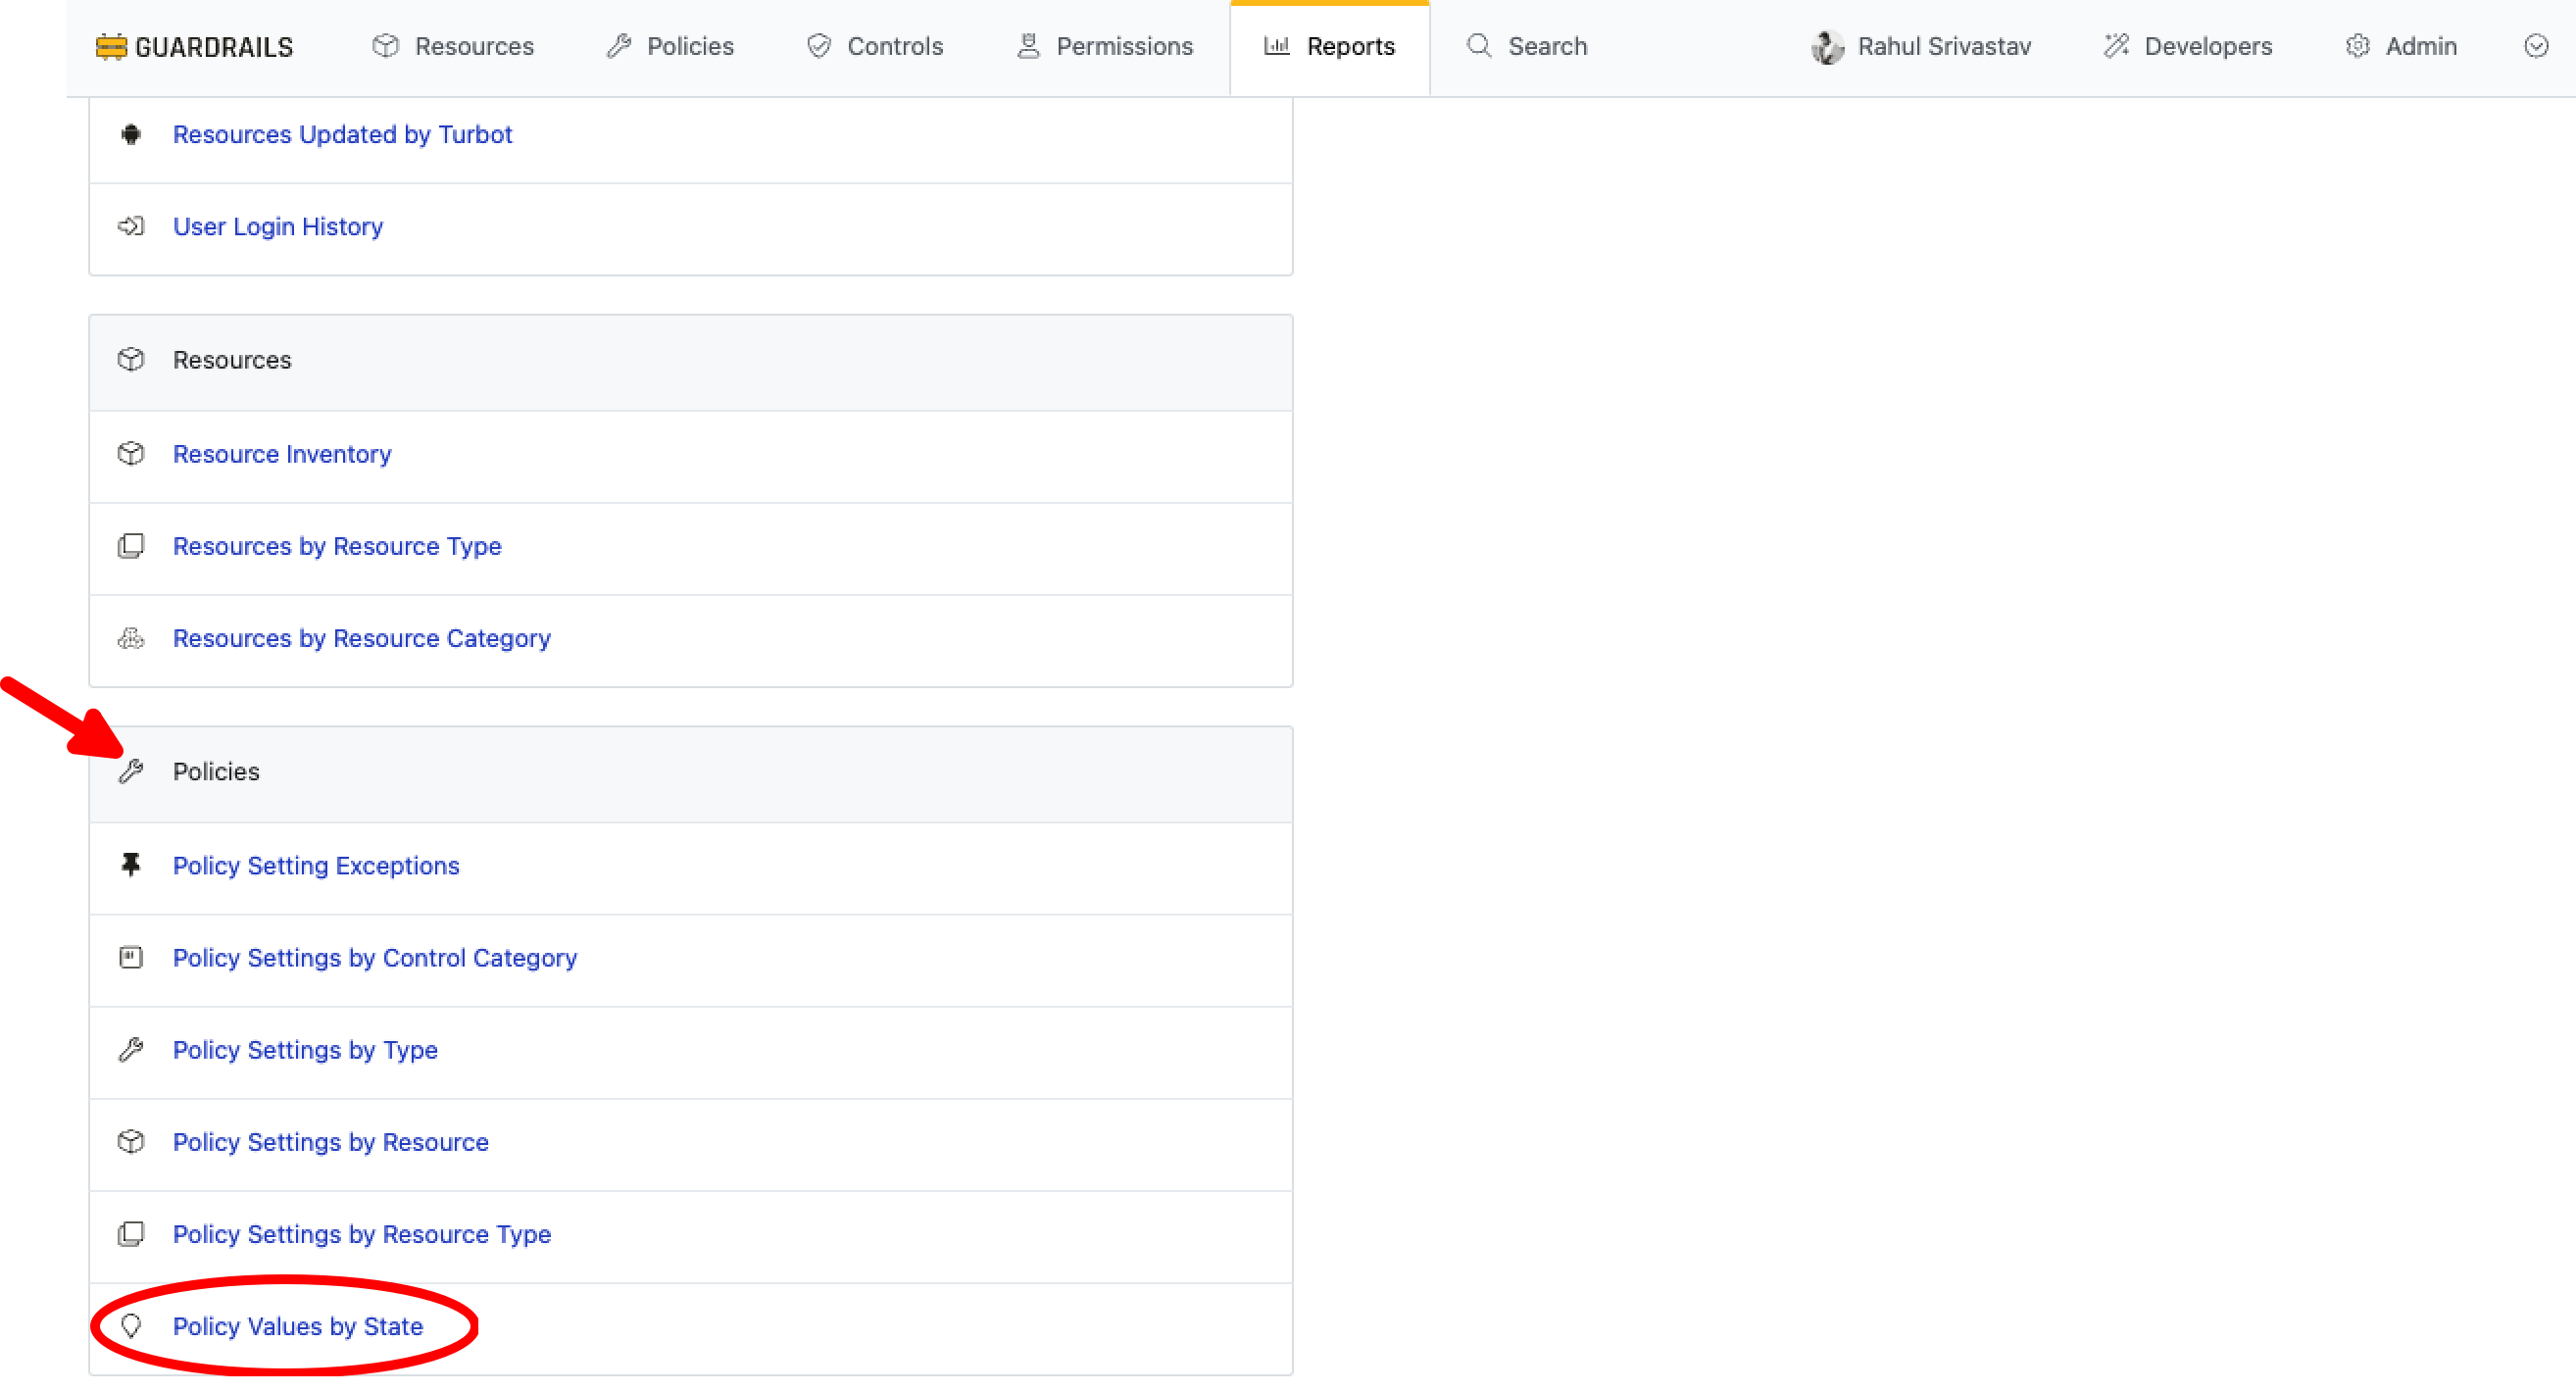 GUARDRAILS Resources Policies Controls Permissions Reports Search Rahul Srivastav Developers Admin
Resources Updated by Turbot
User Login History
Resources
Resource Inventory
Resources by Resource Type
Resources by Resource Category
Policies
Policy Setting Exceptions
Policy Settings by Control Category
Policy Settings by Type
Policy Settings by Resource
Policy Settings by Resource Type
Policy Values by State